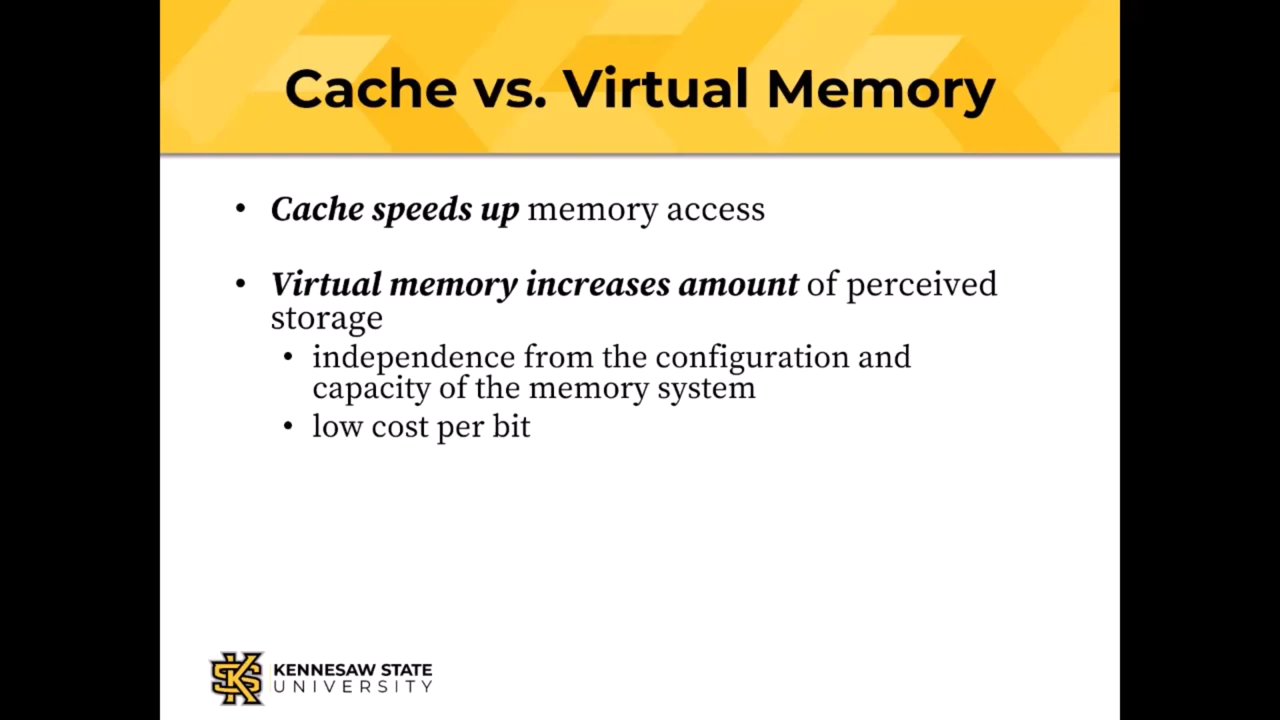 Cache vs. Virtual Memory
• Cache speeds up memory access
• Virtual memory increases amount of perceived
storage
• independence from the configuration and
capacity of the memory system
• low cost per bit
KENNESAW STATE
UNIVERSITY